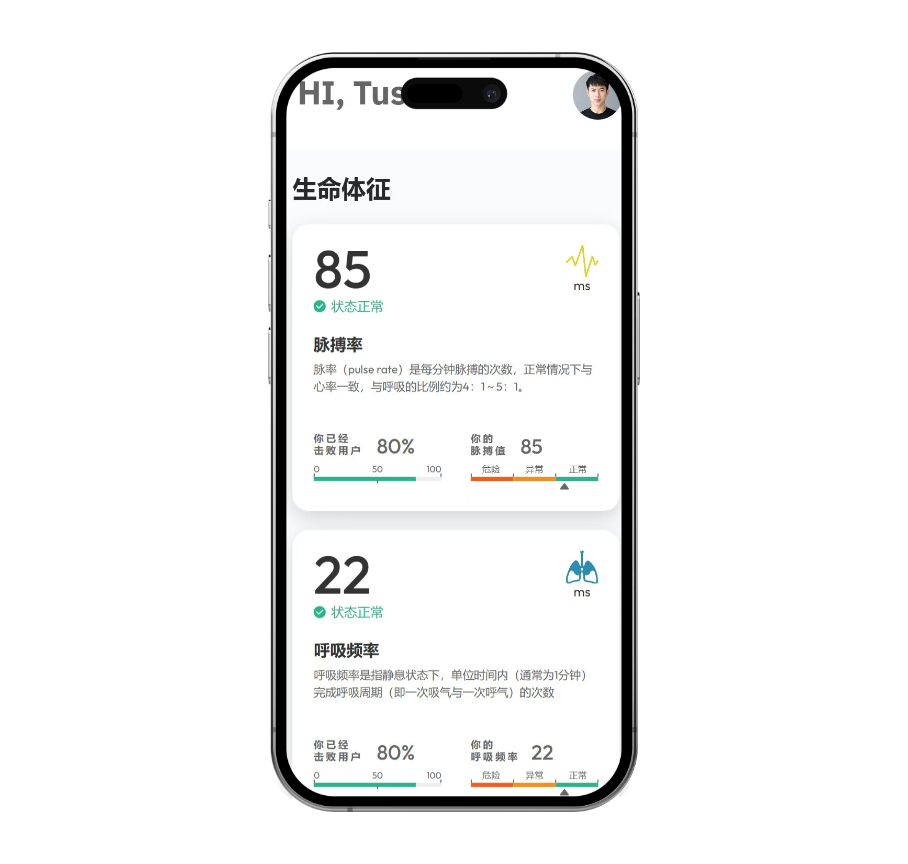 HI, Tus
生命体征
85
ms
状态正常
脉搏率
脉率（pulse rate）是每分钟脉搏的次数，正常情况下与
心率一致，与呼吸的比例约为4：1～5：1。
你已经
击败用户 80%
0 50 100
你的
脉搏值 85
危险 异常 正常
22
ms
状态正常
呼吸频率
呼吸频率是指静息状态下，单位时间内（通常为1分钟）
完成呼吸周期（即一次吸气与一次呼气）的次数
你已经
击败用户 80%
0 50 100
你的
呼吸频率 22
危险 异常 正常